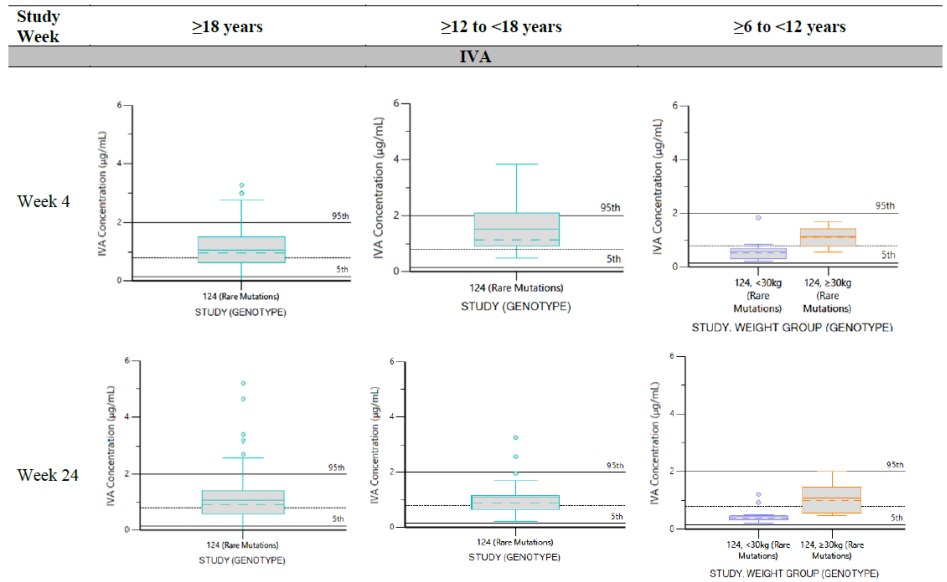 Study Week
≥18 years
≥12 to <18 years
≥6 to <12 years
IVA
Week 4
IVA Concentration (µg/mL)
6
4
2
0
95th
5th
124 (Rare Mutations)
STUDY (GENOTYPE)
IVA Concentration (µg/mL)
6
4
2
0
95th
5th
124 (Rare Mutations)
STUDY (GENOTYPE)
IVA Concentration (µg/mL)
6
4
2
0
95th
5th
124, <30kg
(Rare
Mutations)
124, ≥30kg
(Rare
Mutations)
STUDY. WEIGHT GROUP (GENOTYPE)
Week 24
IVA Concentration (µg/mL)
6
4
2
0
95th
5th
124 (Rare Mutations)
STUDY (GENOTYPE)
IVA Concentration (µg/mL)
6
4
2
0
95th
5th
124 (Rare Mutations)
STUDY (GENOTYPE)
IVA Concentration (µg/mL)
6
4
2
0
95th
5th
124, <30kg (Rare
Mutations)
124, ≥30kg (Rare
Mutations)
STUDY. WEIGHT GROUP (GENOTYPE)